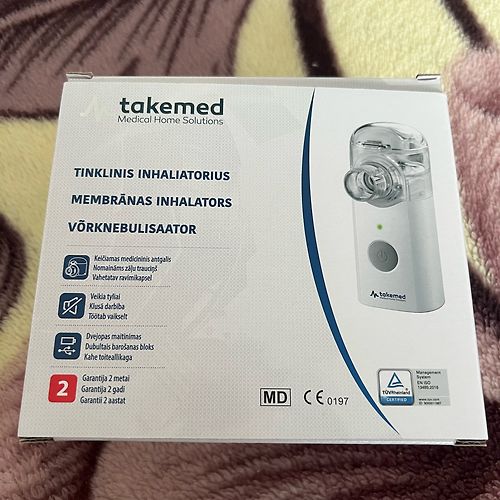 takemed
Medical Home Solutions
TINKLINIS INHALIATORIUS
MEMBRĀNAS INHALATORS
VÕRKNEBULISAATOR
Keičiamas medicininis antgalis
Nomaināms zāļu trauciņš
Vahetatav ravimikapsel
Veikia tyliai
Klusā darbība
Töötab vaikselt
Dvejopas maitinimas
Dubultais barošanas bloks
Kahe toiteallikaga
2
Garantija 2 metai
Garantija 2 gadi
Garantii 2 aastat
takemed
MD CE 0197
TÜVRheinland
CERTIFIED
Management
System
EN ISO
13485:2016